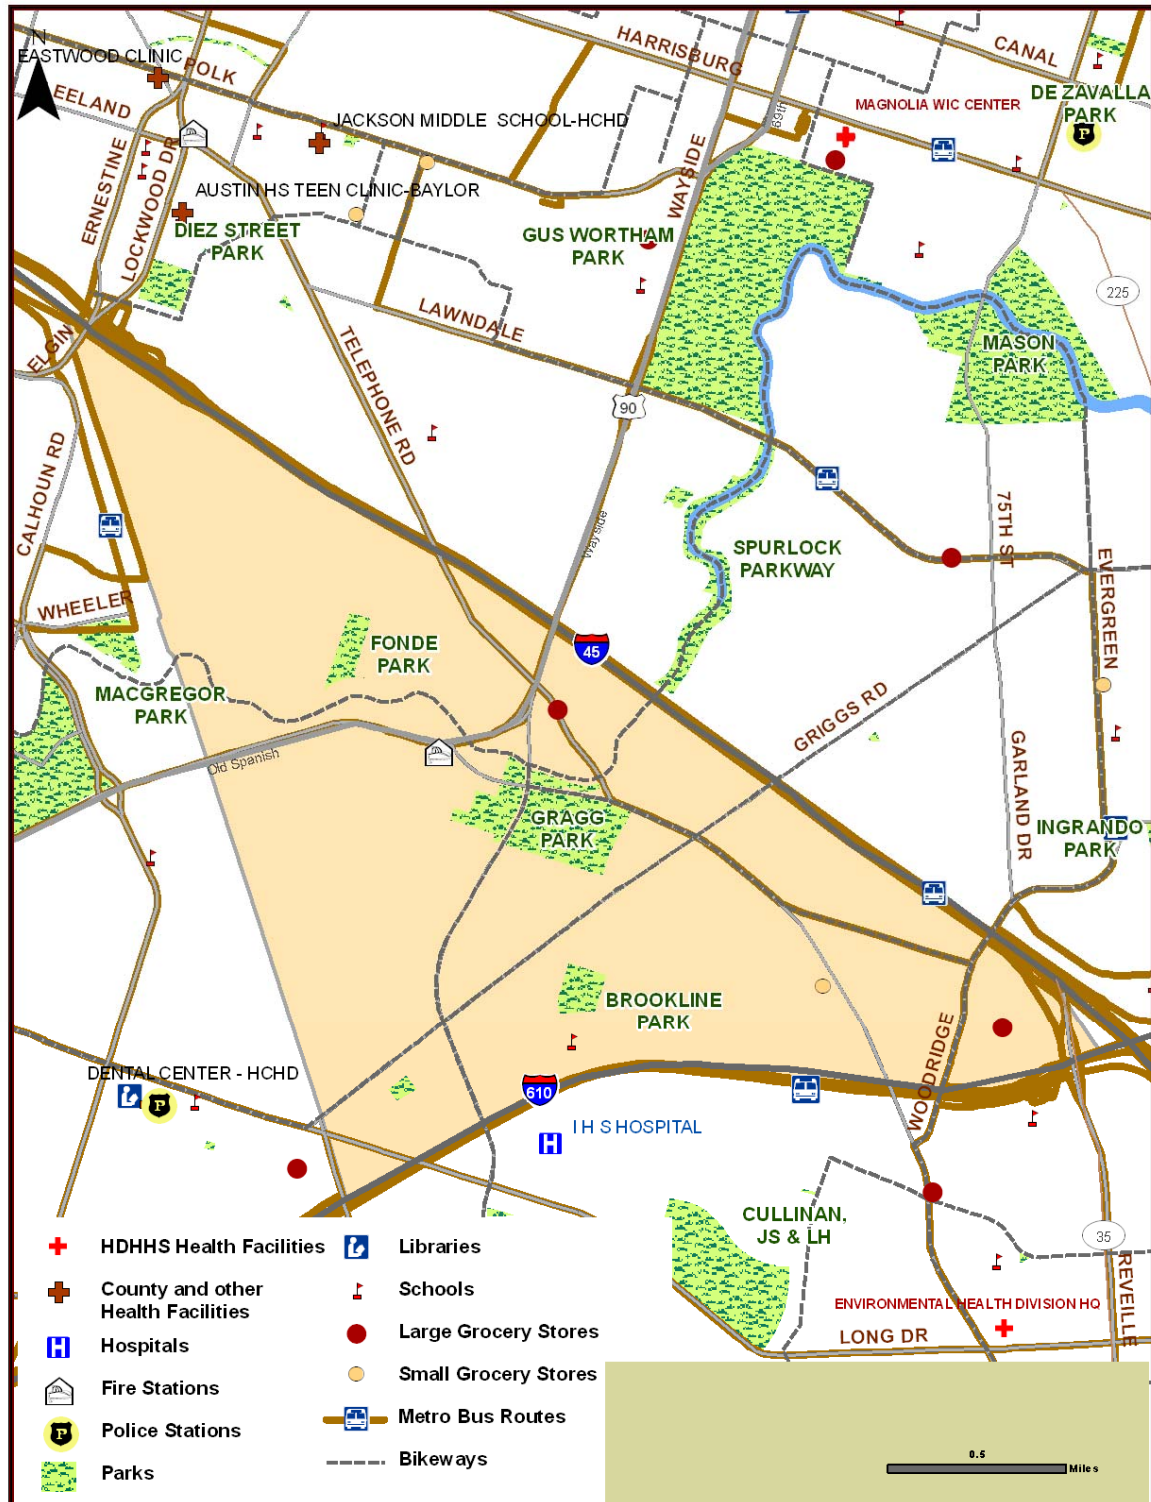 N
EASTWOOD CLINIC
POLK
EELAND
HARRISBURG
CANAL
MAGNOLIA WIC CENTER
DE ZAVALLA
PARK
JACKSON MIDDLE SCHOOL-HCHD
69th
WAYSIDE
ERNESTINE
LOCKWOOD DR
AUSTIN HS TEEN CLINIC-BAYLOR
DIEZ STREET
PARK
GUS WORTHAM
PARK
225
LAWNDALE
ELGIN
TELEPHONE RD
MASON
PARK
90
CALHOUN RD
Wayside
75TH ST
SPURLOCK
PARKWAY
EVERGREEN
WHEELER
FONDE
PARK
45
MACGREGOR
PARK
GRIGGS RD
Old Spanish
GARLAND DR
GRAGG
PARK
INGRANDO
PARK
BROOKLINE
PARK
WOODRIDGE
DENTAL CENTER - HCHD
P
610
I H S HOSPITAL
H
CULLINAN,
JS & LH
35
REVEILLE
ENVIRONMENTAL HEALTH DIVISION HQ
LONG DR
HDHHS Health Facilities
County and other
Health Facilities
H Hospitals
Fire Stations
P Police Stations
Parks
Libraries
Schools
Large Grocery Stores
Small Grocery Stores
Metro Bus Routes
Bikeways
0.5
Miles